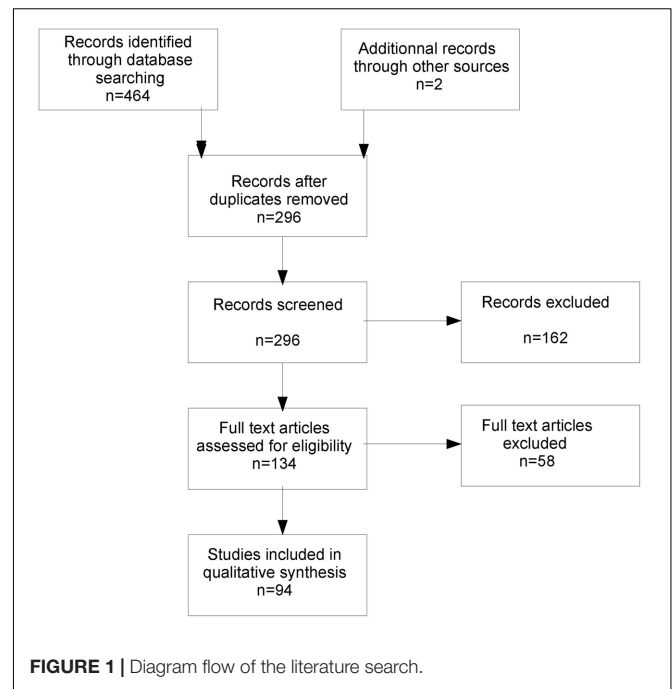 Records identified
through database
searching
n=464
Additionnal records
through other sources
n=2
Records after
duplicates removed
n=296
Records screened
n=296
Records excluded
n=162
Full text articles
assessed for eligibility
n=134
Full text articles
excluded
n=58
Studies included in
qualitative synthesis
n=94
FIGURE 1 | Diagram flow of the literature search.